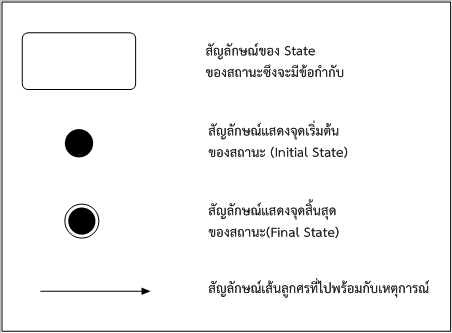 สัญลักษณ์ของ State
ของสถานะซึ่งจะมีข้อกำกับ
สัญลักษณ์แสดงจุดเริ่มต้น
ของสถานะ (Initial State)
สัญลักษณ์แสดงจุดสิ้นสุด
ของสถานะ(Final State)
สัญลักษณ์เส้นลูกศรที่ไปพร้อมกับเหตุการณ์